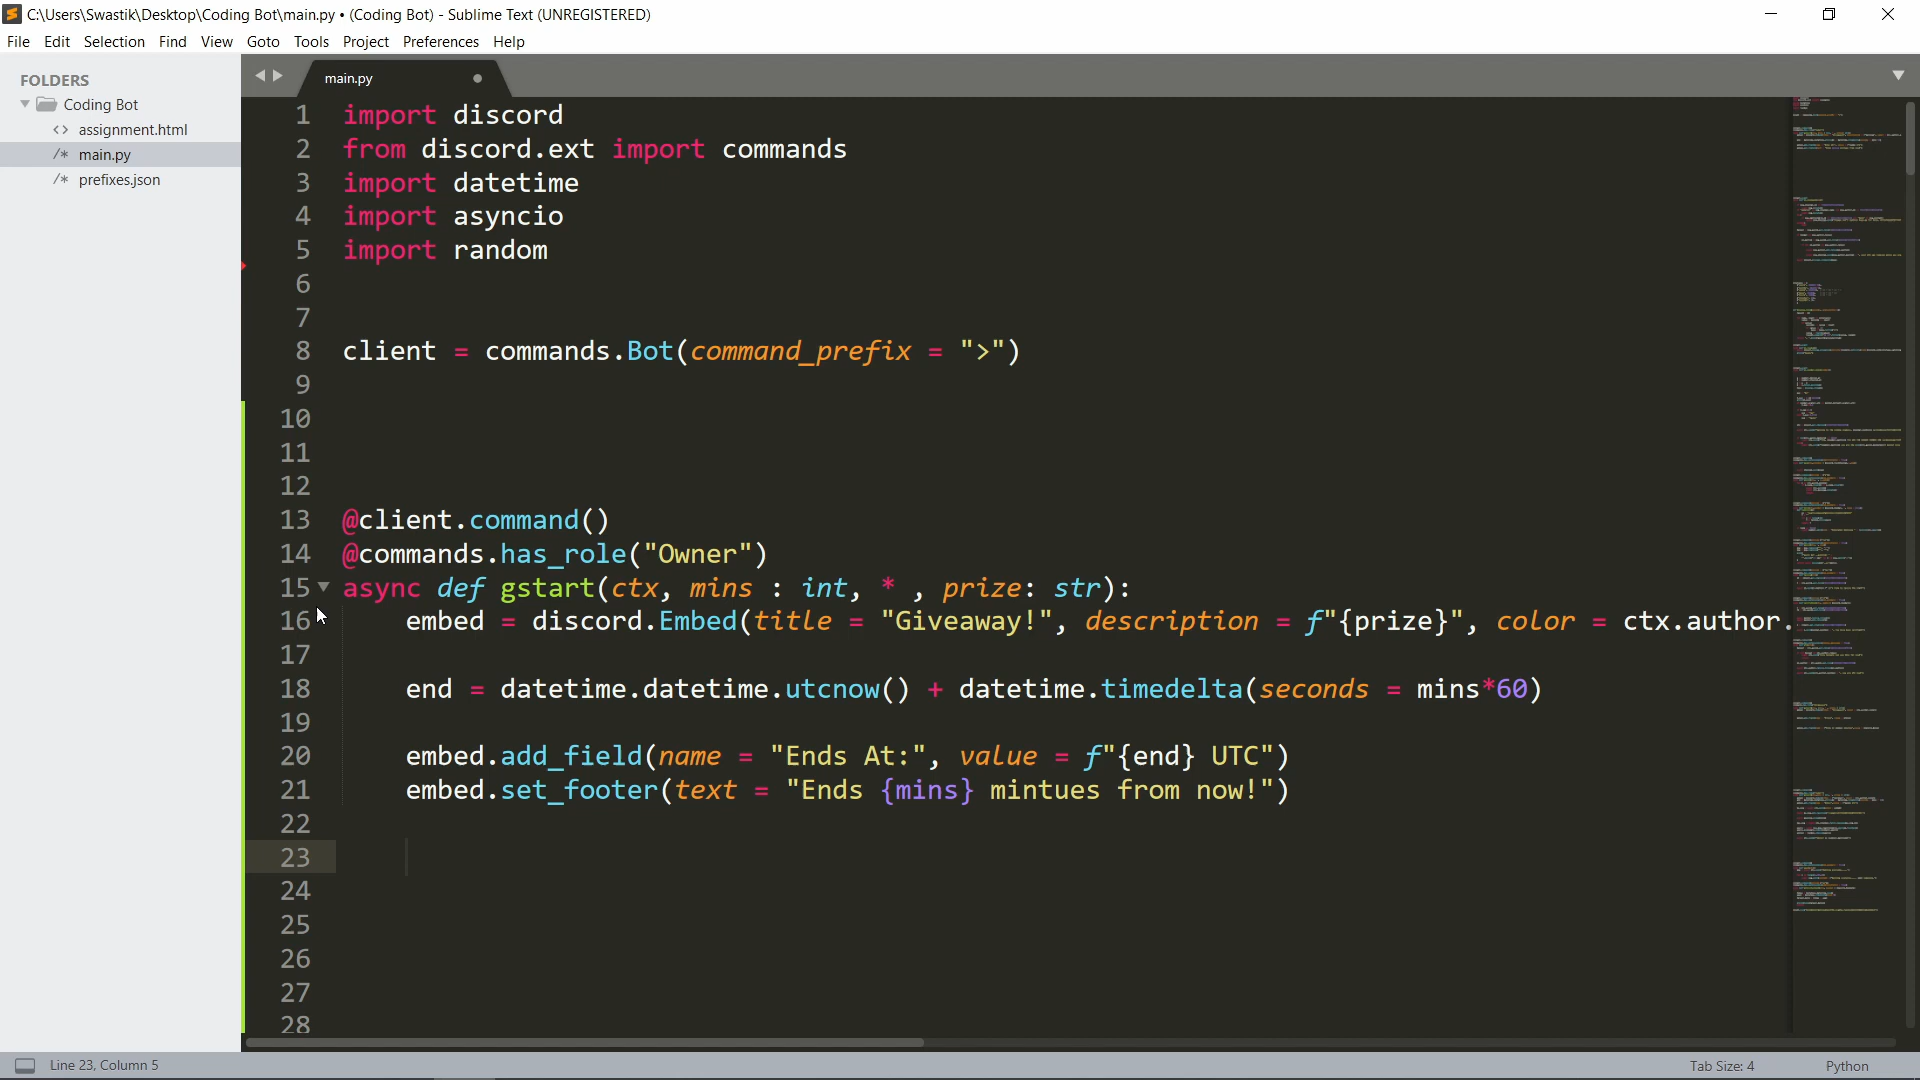 C:\Users\Swastik\Desktop\Coding Bot\main.py • (Coding Bot) - Sublime Text (UNREGISTERED)
File Edit Selection Find View Goto Tools Project Preferences Help
FOLDERS
Coding Bot
<> assignment.html
/* main.py
/* prefixes.json
main.py
1 import discord
2 from discord.ext import commands
3 import datetime
4 import asyncio
5 import random
6
7
8 client = commands.Bot(command_prefix = ">")
9
10
11
12
13 @client.command()
14 @commands.has_role("Owner")
15 async def gstart(ctx, mins : int, * , prize: str):
16 embed = discord.Embed(title = "Giveaway!", description = f"{prize}", color = ctx.author.
17
18 end = datetime.datetime.utcnow() + datetime.timedelta(seconds = mins*60)
19
20 embed.add_field(name = "Ends At:", value = f"{end} UTC")
21 embed.set_footer(text = "Ends {mins} mintues from now!")
22
23
24
25
26
27
28
Line 23, Column 5
Tab Size: 4
Python